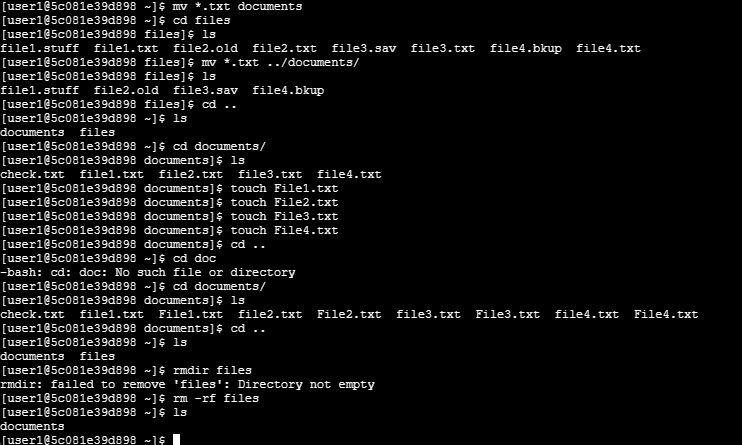 [user1@5c081e39d898 ~]$ mv *.txt documents
[user1@5c081e39d898 ~]$ cd files
[user1@5c081e39d898 files]$ ls
file1.stuff  file1.txt  file2.old  file2.txt  file3.sav  file3.txt  file4.bkup  file4.txt
[user1@5c081e39d898 files]$ mv *.txt ../documents/
[user1@5c081e39d898 files]$ ls
file1.stuff  file2.old  file3.sav  file4.bkup
[user1@5c081e39d898 files]$ cd ..
[user1@5c081e39d898 ~]$ ls
documents  files
[user1@5c081e39d898 ~]$ cd documents/
[user1@5c081e39d898 documents]$ ls
check.txt  file1.txt  file2.txt  file3.txt  file4.txt
[user1@5c081e39d898 documents]$ touch File1.txt
[user1@5c081e39d898 documents]$ touch File2.txt
[user1@5c081e39d898 documents]$ touch File3.txt
[user1@5c081e39d898 documents]$ touch File4.txt
[user1@5c081e39d898 documents]$ cd ..
[user1@5c081e39d898 ~]$ cd doc
-bash: cd: doc: No such file or directory
[user1@5c081e39d898 ~]$ cd documents/
[user1@5c081e39d898 documents]$ ls
check.txt  file1.txt  File1.txt  file2.txt  File2.txt  file3.txt  File3.txt  file4.txt  File4.txt
[user1@5c081e39d898 documents]$ cd ..
[user1@5c081e39d898 ~]$ ls
documents  files
[user1@5c081e39d898 ~]$ rmdir files
rmdir: failed to remove 'files': Directory not empty
[user1@5c081e39d898 ~]$ rm -rf files
[user1@5c081e39d898 ~]$ ls
documents
[user1@5c081e39d898 ~]$